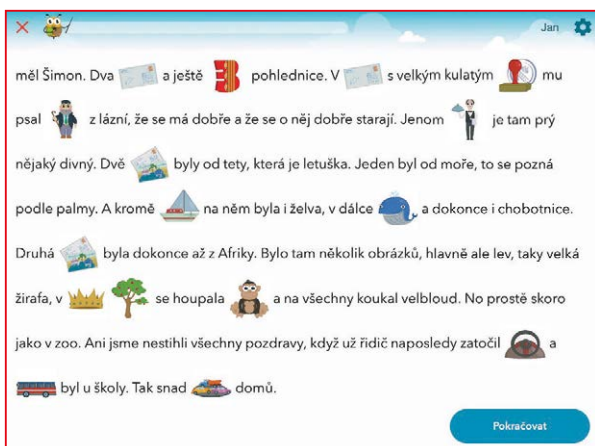 Jan
měl Šimon. Dva a ještě 3 pohlednice. V s velkým kulatým mu
psal z lázní, že se má dobře a že se o něj dobře starají. Jenom je tam prý
nějaký divný. Dvě byly od tety, která je letuška. Jeden byl od moře, to se pozná
podle palmy. A kromě na něm byla i želva, v dálce a dokonce i chobotnice.
Druhá byla dokonce až z Afriky. Bylo tam několik obrázků, hlavně ale lev, taky velká
žirafa, v se houpala a na všechny koukal velbloud. No prostě skoro
jako v zoo. Ani jsme nestihli všechny pozdravy, když už řidič naposledy zatočil a
byl u školy. Tak snad domů.
Pokračovat